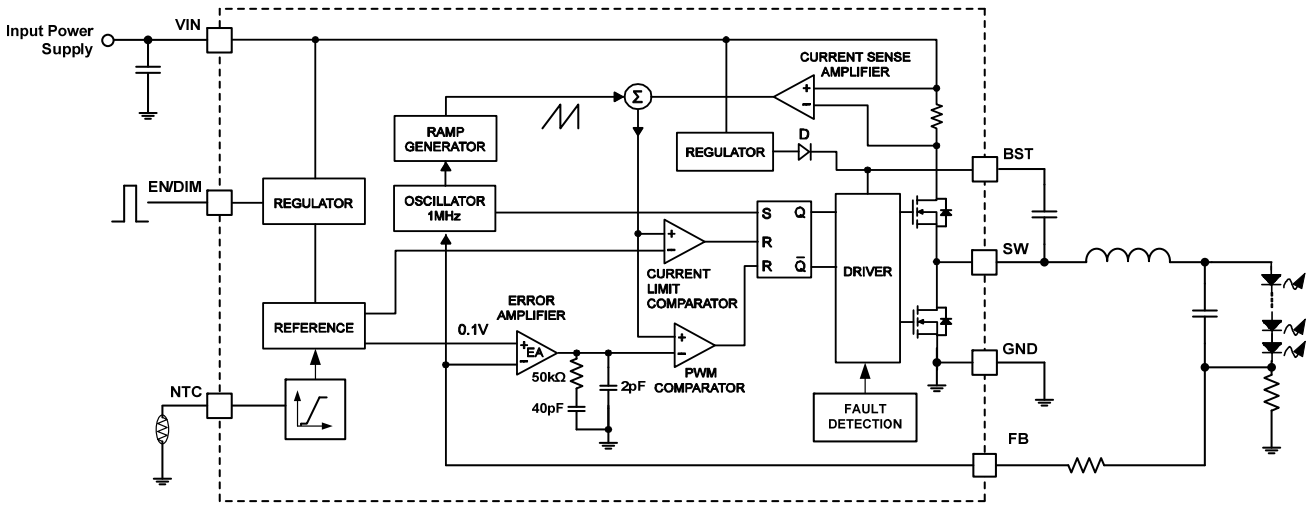 Input Power
Supply
VIN
CURRENT SENSE
AMPLIFIER
+
−
Σ
RAMP
GENERATOR
REGULATOR
D
BST
EN/DIM
REGULATOR
OSCILLATOR
1MHz
S
Q
R
R
Q̅
+
−
CURRENT
LIMIT
COMPARATOR
DRIVER
SW
ERROR
AMPLIFIER
REFERENCE
0.1V
+
EA
−
+
−
PWM
COMPARATOR
GND
50kΩ
2pF
40pF
NTC
FAULT
DETECTION
FB